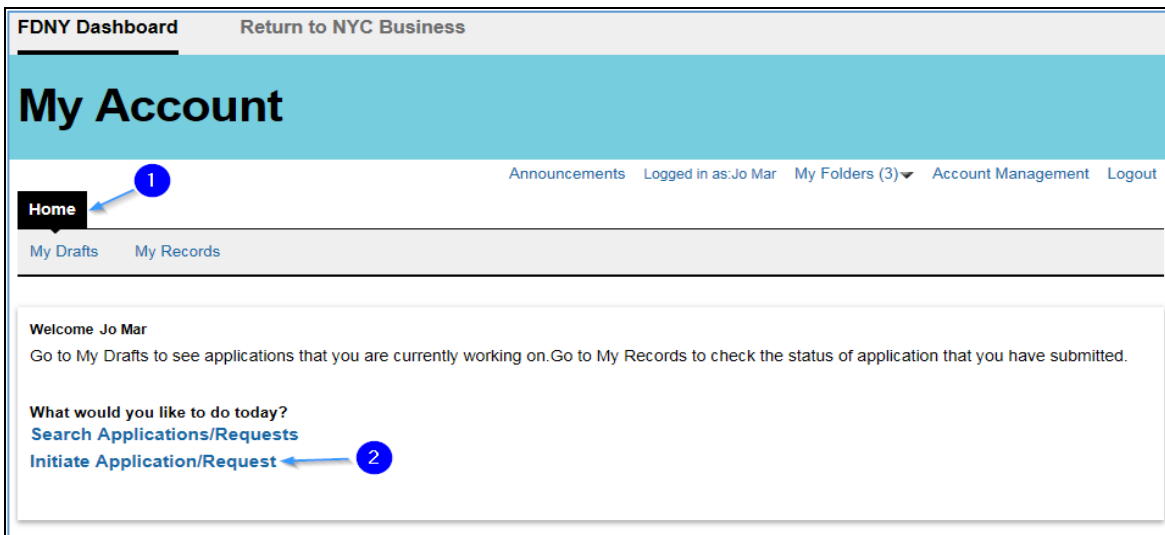 FDNY Dashboard Return to NYC Business
My Account
Announcements Logged in as:Jo Mar My Folders (3) Account Management Logout
1
Home
My Drafts My Records
Welcome Jo Mar
Go to My Drafts to see applications that you are currently working on.Go to My Records to check the status of application that you have submitted.
What would you like to do today?
Search Applications/Requests
Initiate Application/Request 2